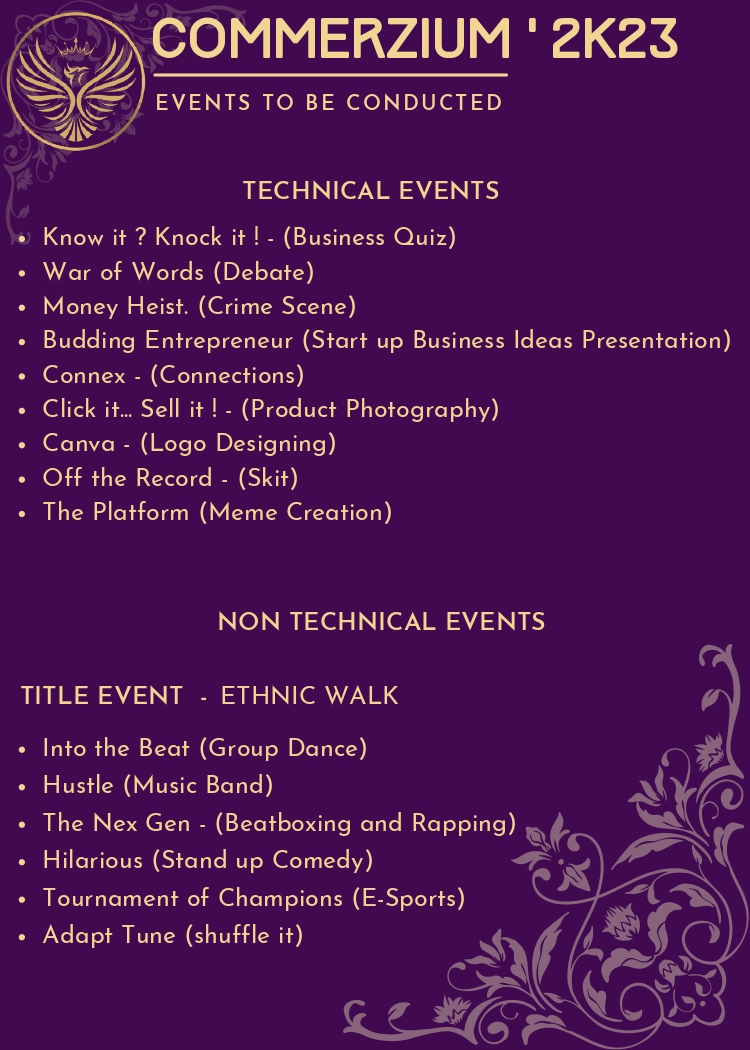 COMMERZIUM ' 2K23
EVENTS TO BE CONDUCTED
TECHNICAL EVENTS
• Know it ? Knock it ! - (Business Quiz)
• War of Words (Debate)
• Money Heist. (Crime Scene)
• Budding Entrepreneur (Start up Business Ideas Presentation)
• Connex - (Connections)
• Click it... Sell it ! - (Product Photography)
• Canva - (Logo Designing)
• Off the Record - (Skit)
• The Platform (Meme Creation)
NON TECHNICAL EVENTS
TITLE EVENT - ETHNIC WALK
• Into the Beat (Group Dance)
• Hustle (Music Band)
• The Nex Gen - (Beatboxing and Rapping)
• Hilarious (Stand up Comedy)
• Tournament of Champions (E-Sports)
• Adapt Tune (shuffle it)